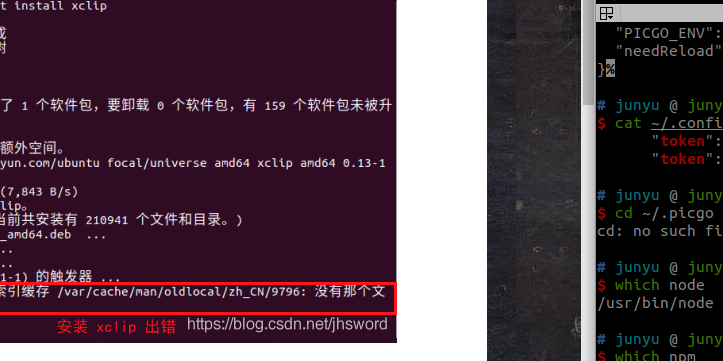 t install xclip
成
树
了 1 个软件包，要卸载 0 个软件包，有 159 个软件包未被升
额外空间。
yun.com/ubuntu focal/universe amd64 xclip amd64 0.13-1
(7,843 B/s)
lip。
当前共安装有 210941 个文件和目录。)
_amd64.deb ...
..
..
1-1) 的触发器 ...
索引缓存 /var/cache/man/oldlocal/zh_CN/9796: 没有那个文
安装 xclip 出错
https://blog.csdn.net/jhsword
"PICGO_ENV":
"needReload"
}%
# junyu @ juny
$ cat ~/.confi
"token":
"token":
# junyu @ juny
$ cd ~/.picgo
cd: no such fi
# junyu @ juny
$ which node
/usr/bin/node
# junyu @ juny
$ which npm